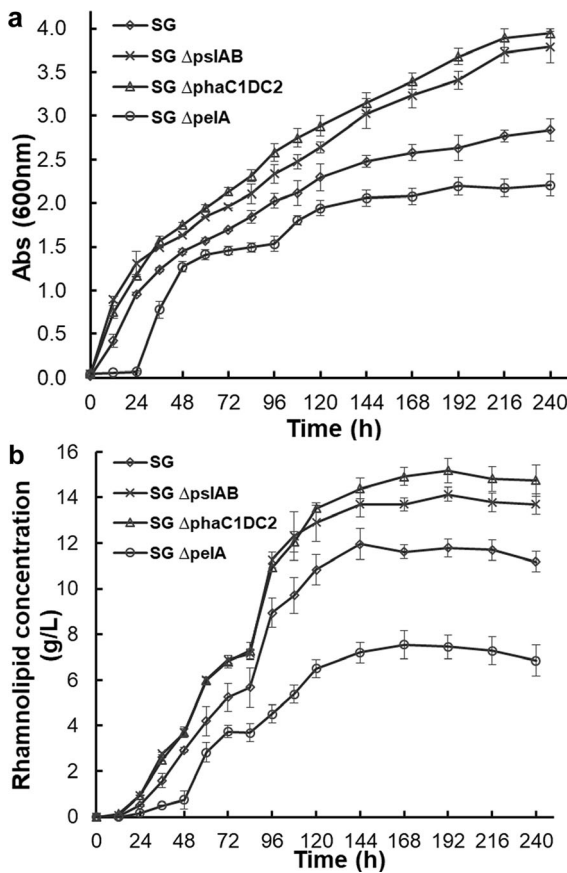 a
SG
SG ΔpslAB
SG ΔphaC1DC2
SG ΔpelA
Abs (600nm)
4.0
3.5
3.0
2.5
2.0
1.5
1.0
0.5
0.0
0 24 48 72 96 120 144 168 192 216 240
Time (h)
b
SG
SG ΔpslAB
SG ΔphaC1DC2
SG ΔpelA
Rhamnolipid concentration
(g/L)
16
14
12
10
8
6
4
2
0
0 24 48 72 96 120 144 168 192 216 240
Time (h)